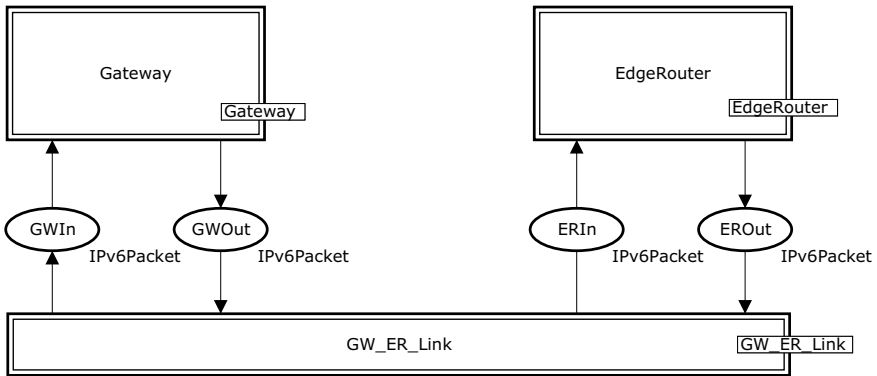 Gateway
EdgeRouter
Gateway
EdgeRouter
GWIn
GWOut
ERIn
EROut
IPv6Packet
IPv6Packet
IPv6Packet
IPv6Packet
GW_ER_Link
GW_ER_Link